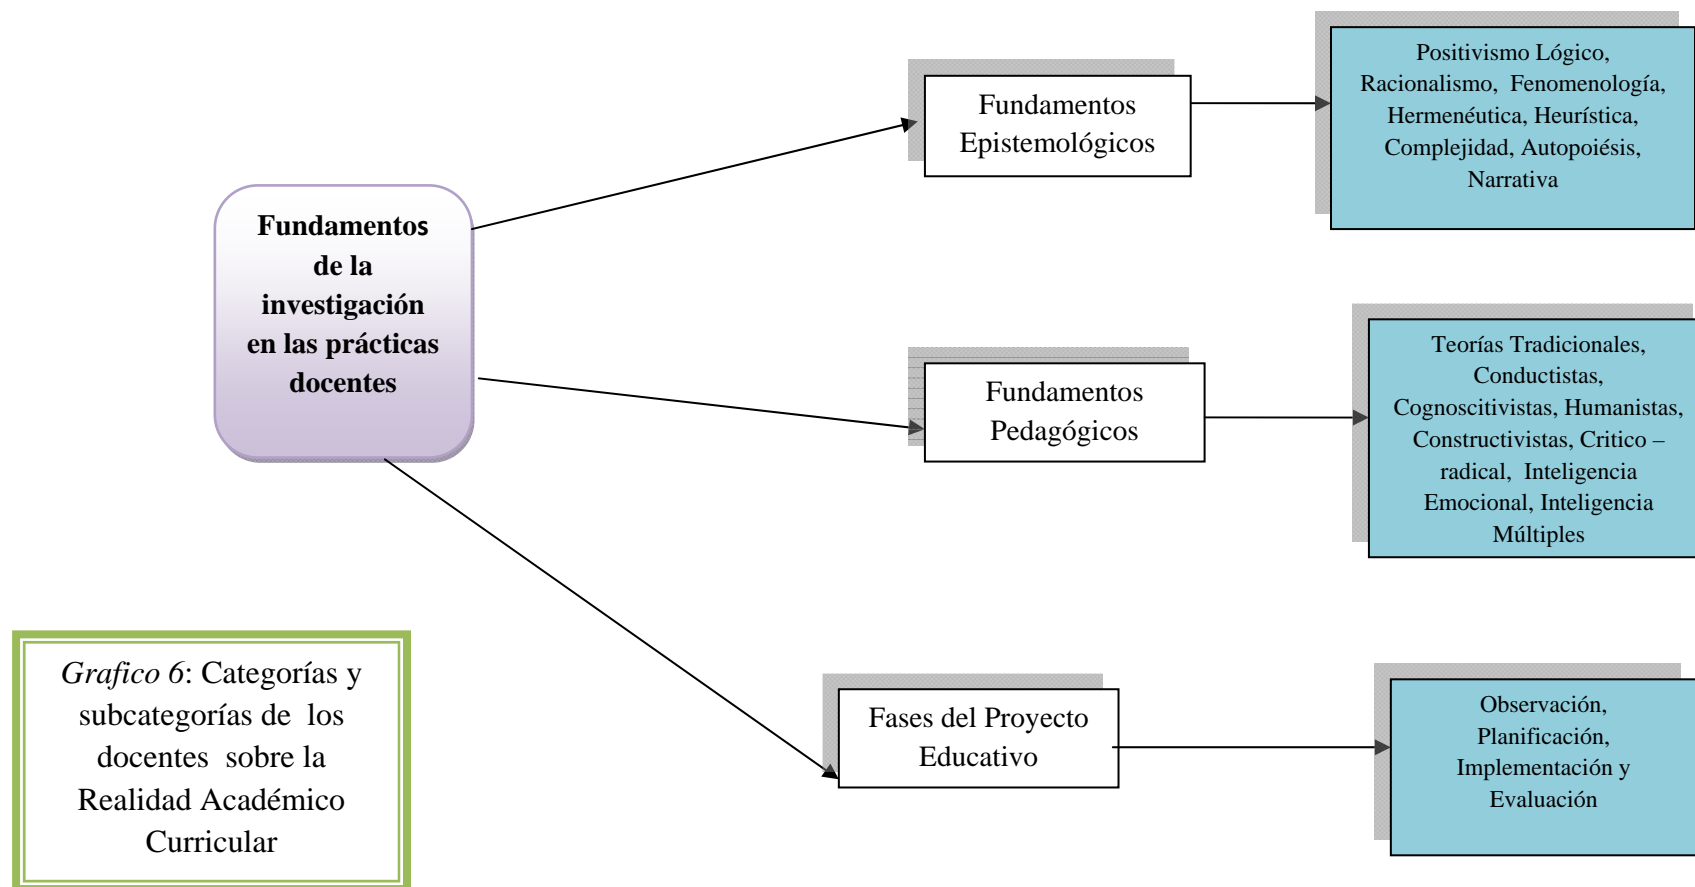 Fundamentos
de la
investigación
en las prácticas
docentes
Fundamentos
Epistemológicos
Positivismo Lógico,
Racionalismo, Fenomenología,
Hermenéutica, Heurística,
Complejidad, Autopoiésis,
Narrativa
Fundamentos
Pedagógicos
Teorías Tradicionales,
Conductistas,
Cognoscitivistas, Humanistas,
Constructivistas, Critico –
radical, Inteligencia
Emocional, Inteligencia
Múltiples
Fases del Proyecto
Educativo
Observación,
Planificación,
Implementación y
Evaluación
Grafico 6: Categorías y
subcategorías de los
docentes sobre la
Realidad Académico
Curricular